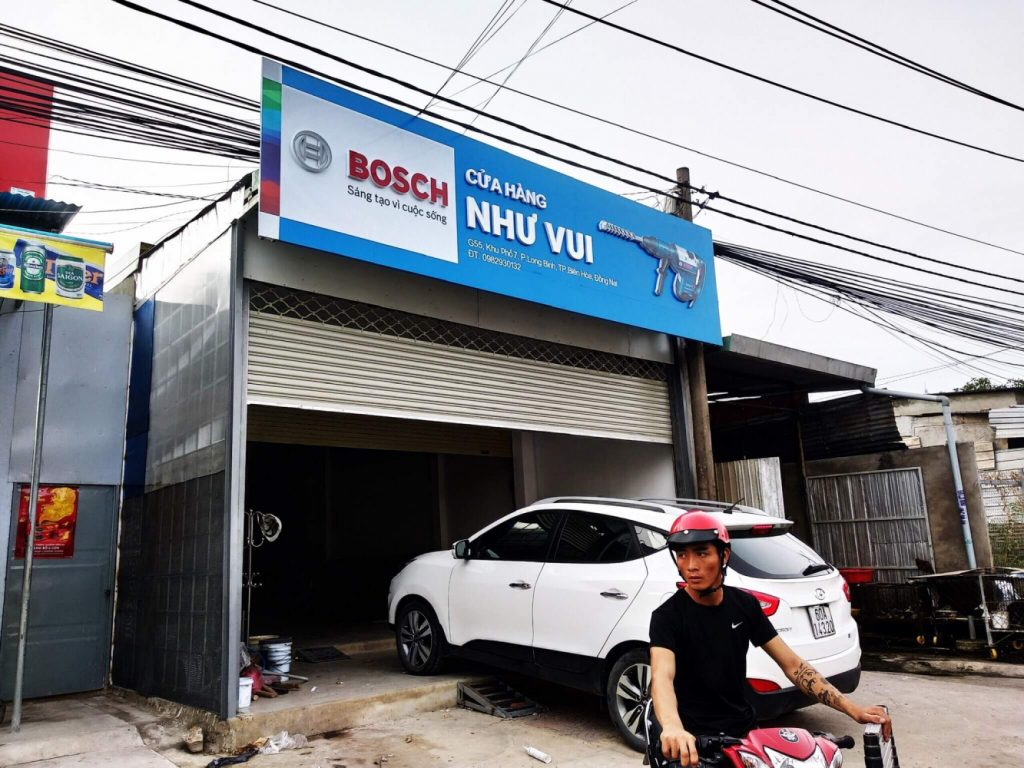 BOSCH
Sáng tạo vì cuộc sống
CỬA HÀNG
NHƯ VUI
G55, Khu Phố 7, P. Long Bình, TP. Biên Hòa, Đồng Nai
ĐT: 0982930132
SAIGON
60A
14320